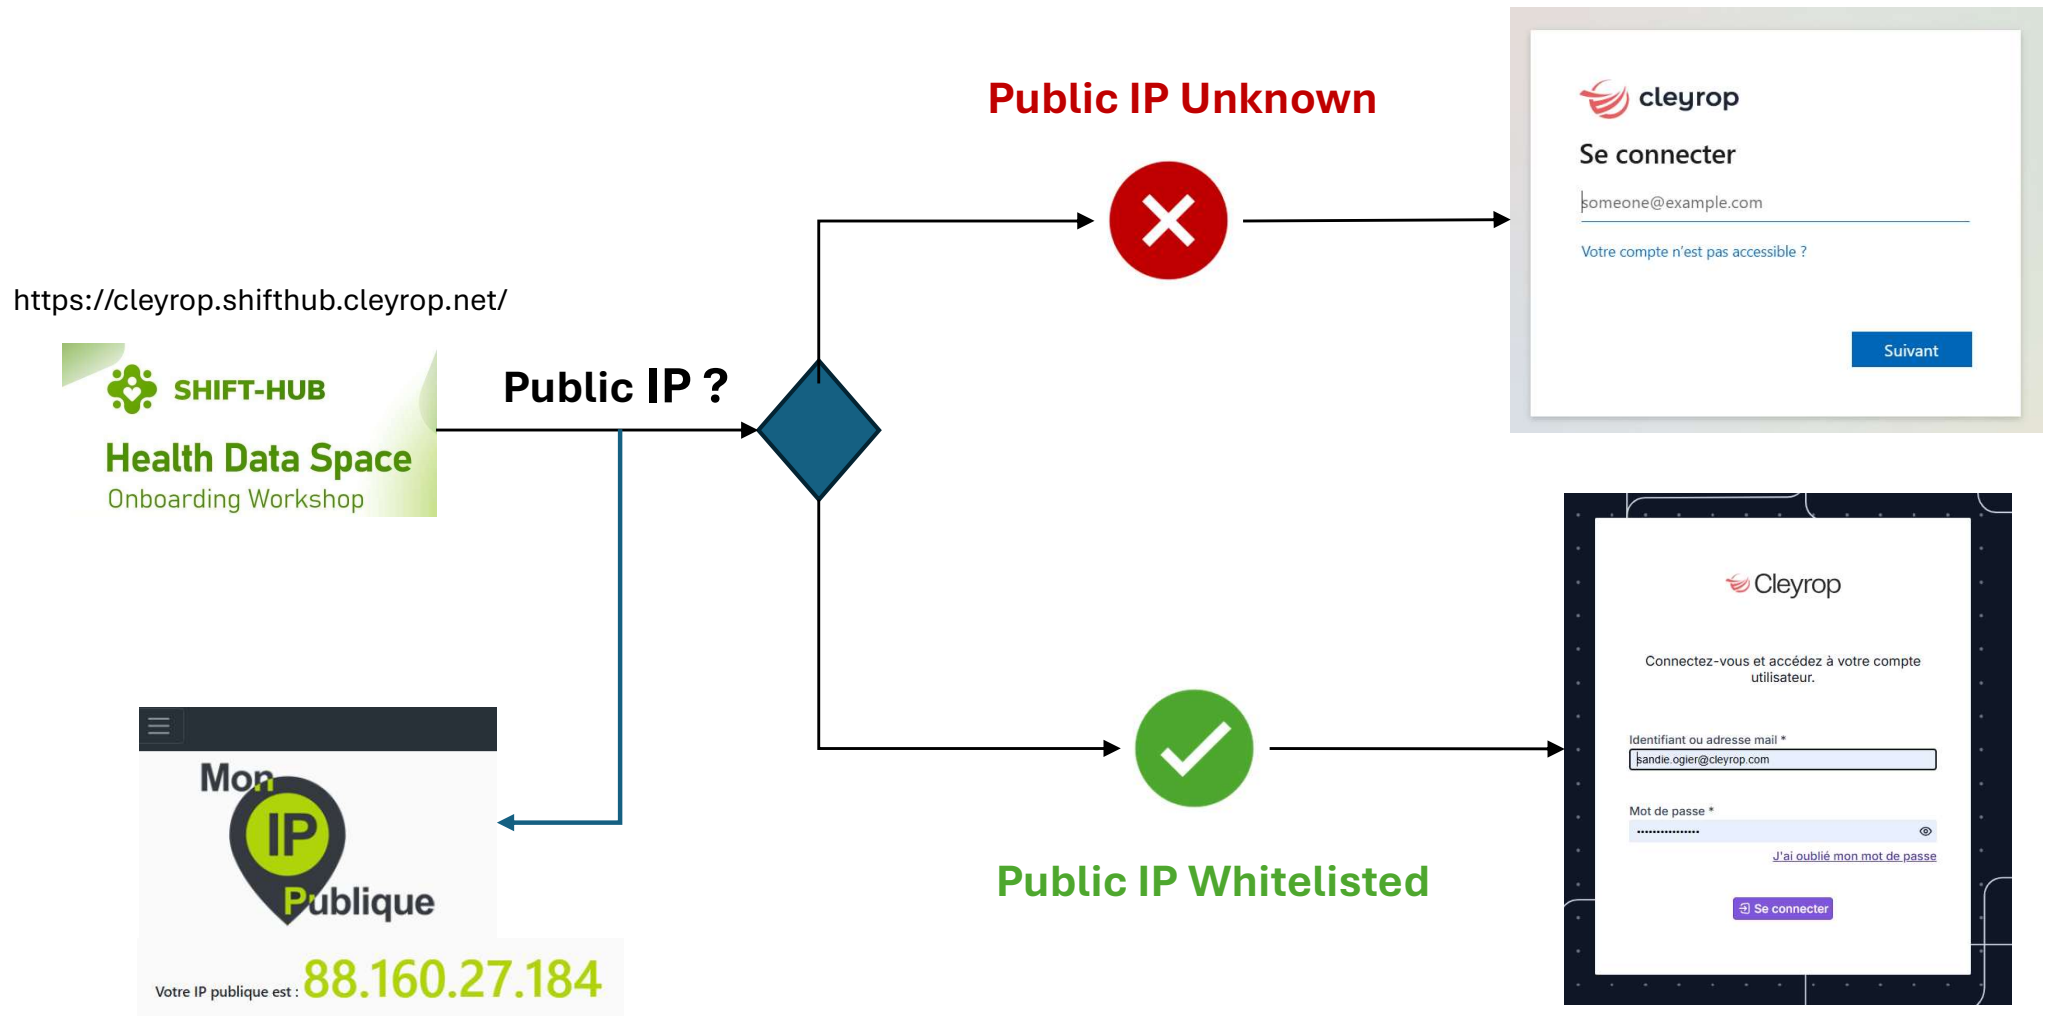 Public IP Unknown
cleyrop
Se connecter
someone@example.com
Votre compte n'est pas accessible ?
Suivant
https://cleyrop.shifthub.cleyrop.net/
SHIFT-HUB
Health Data Space
Onboarding Workshop
Public IP ?
Mon
IP
Publique
Votre IP publique est : 88.160.27.184
Public IP Whitelisted
Cleyrop
Connectez-vous et accédez à votre compte
utilisateur.
Identifiant ou adresse mail *
sandie.ogier@cleyrop.com
Mot de passe *
J'ai oublié mon mot de passe
Se connecter